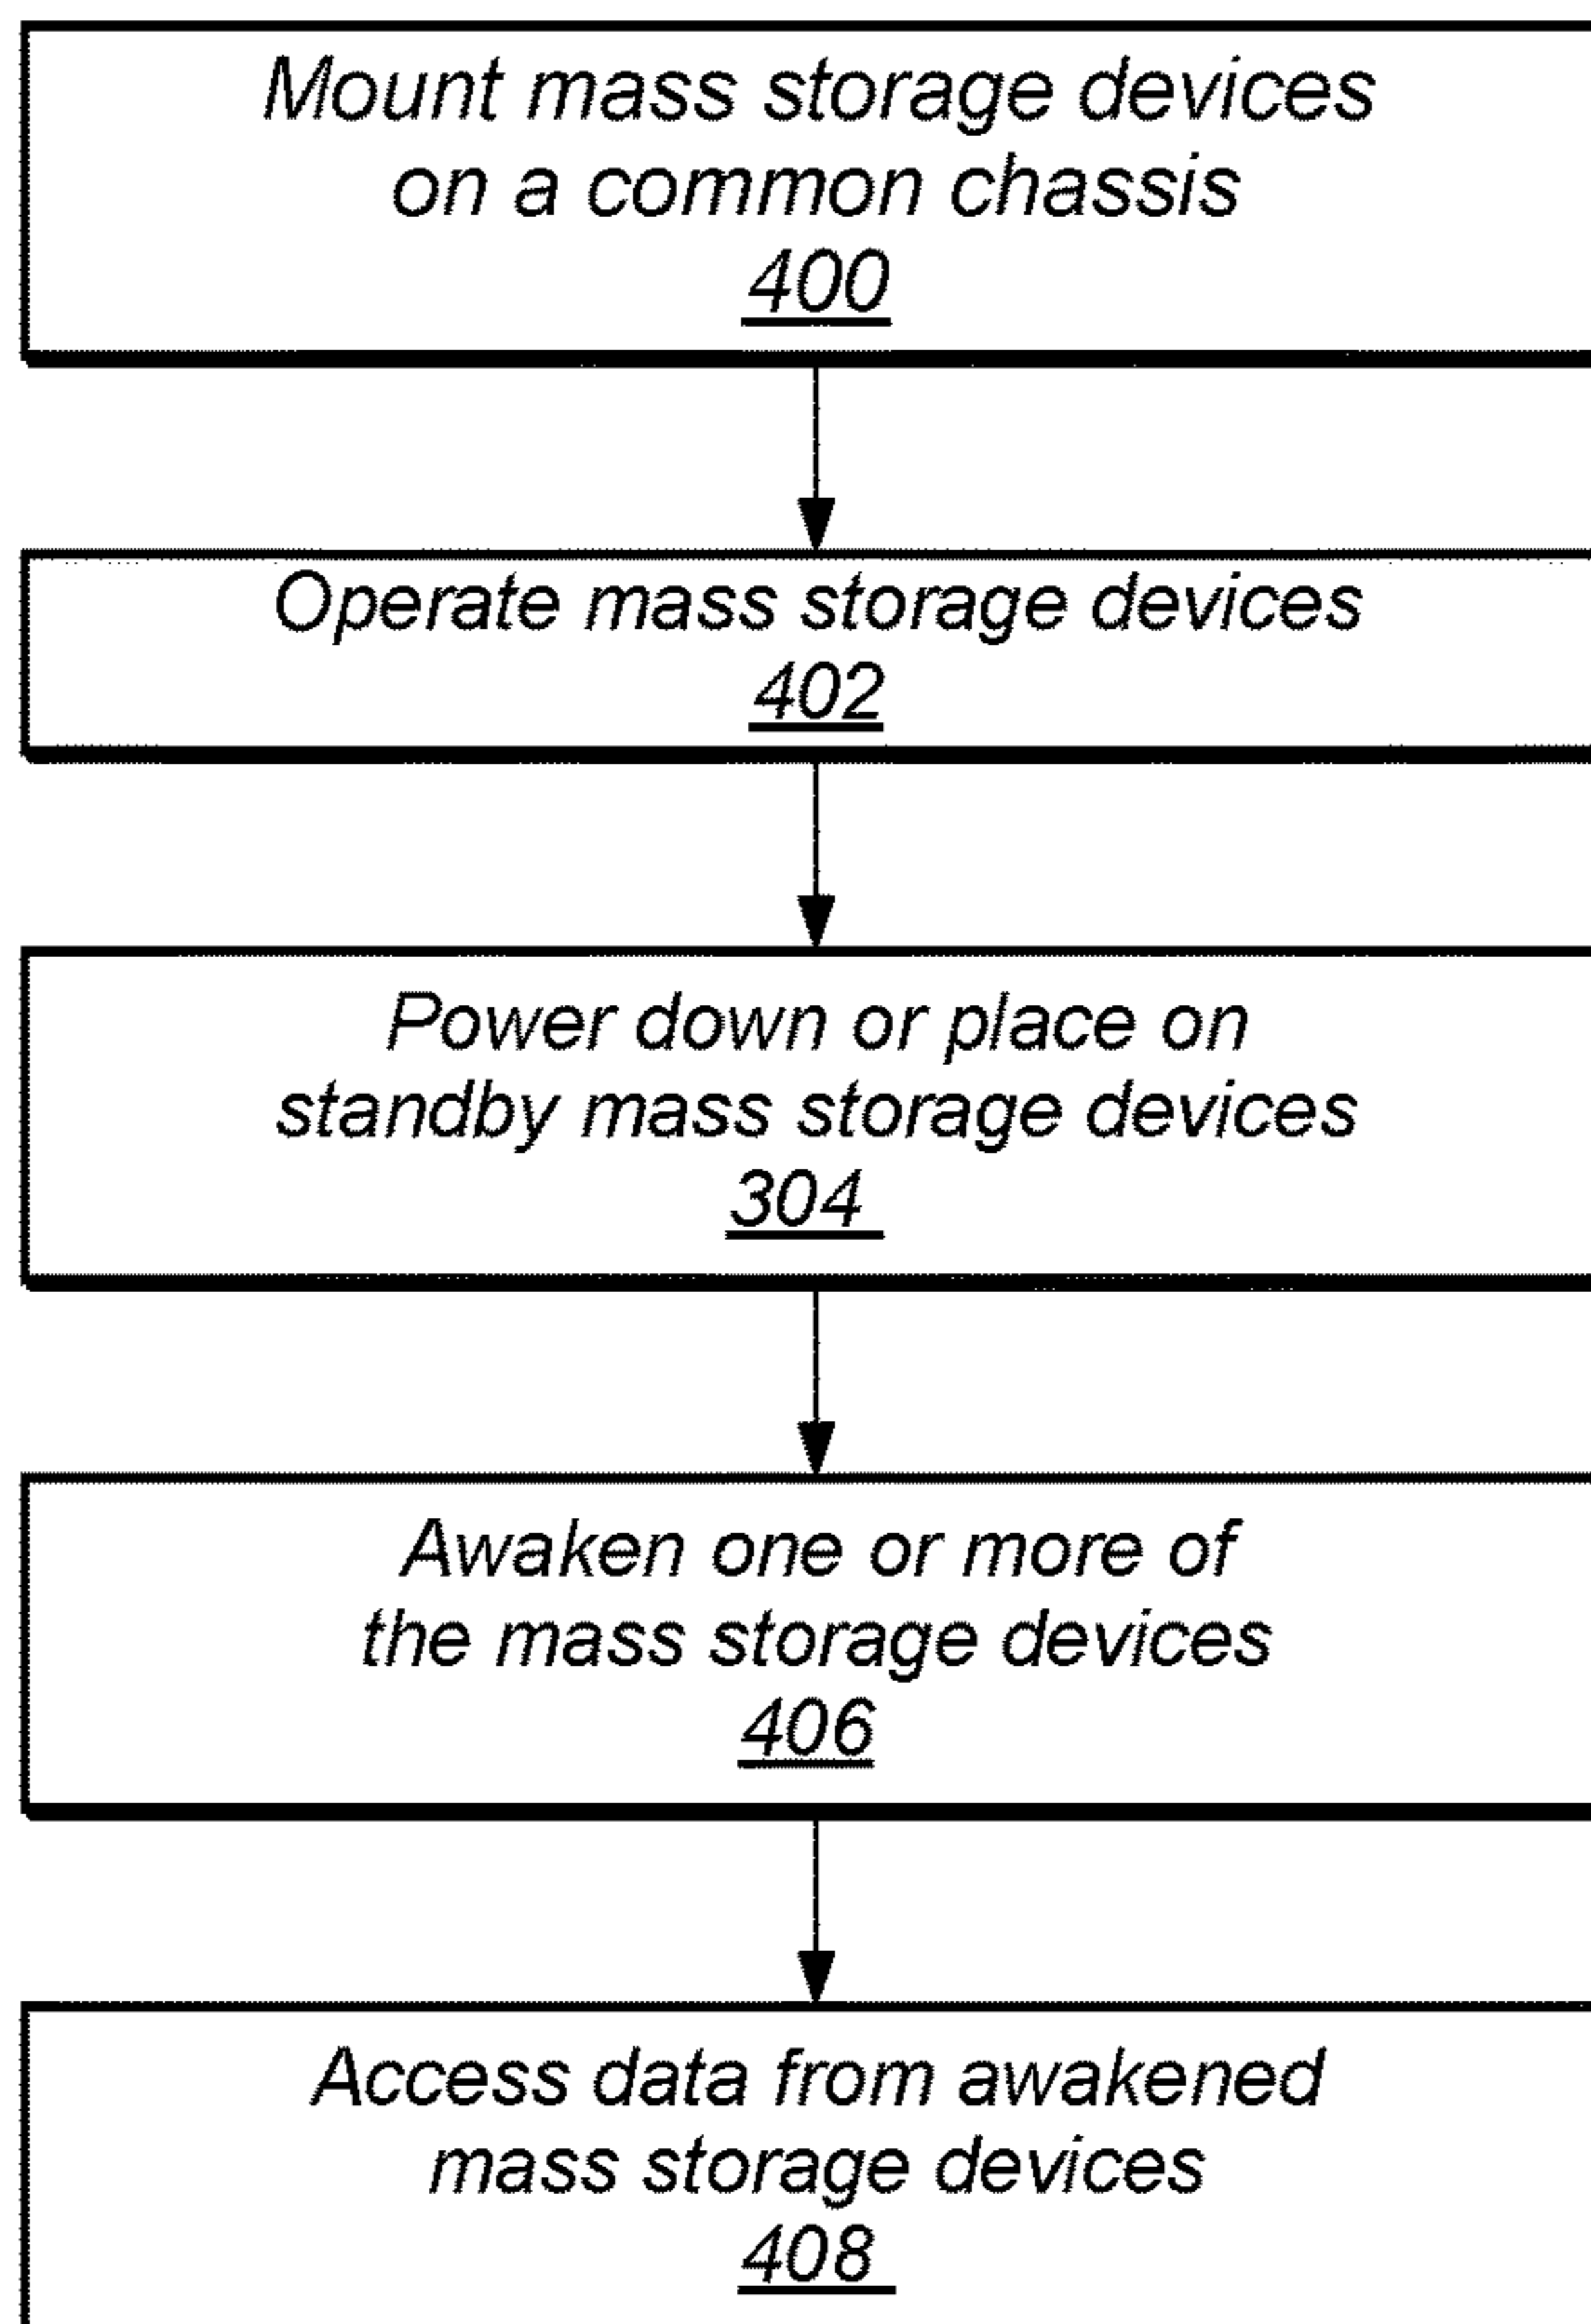 Mount mass storage devices
on a common chassis
400
Operate mass storage devices
402
Power down or place on
standby mass storage devices
304
Awaken one or more of
the mass storage devices
406
Access data from awakened
mass storage devices
408